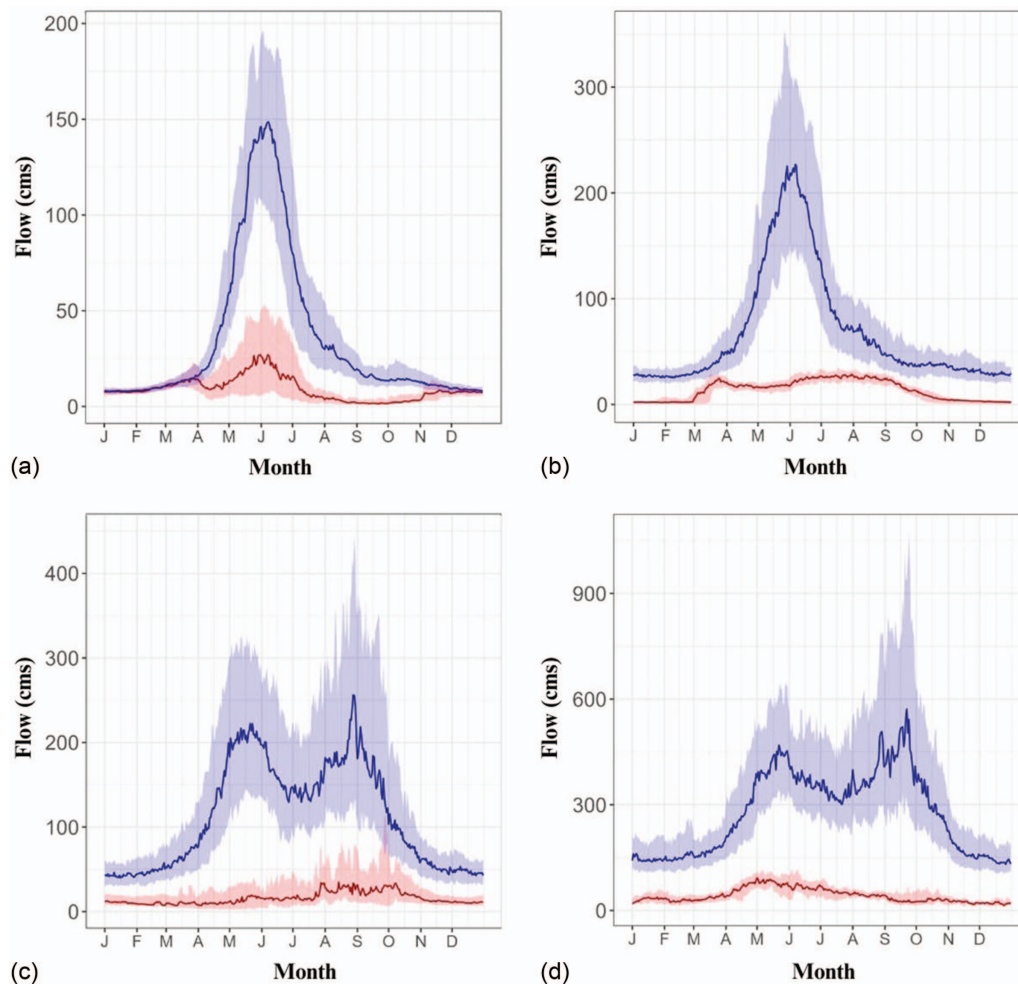 200
150
100
50
0
Flow (cms)
J F M A M J J A S O N D
(a)
Month
300
200
100
0
Flow (cms)
J F M A M J J A S O N D
(b)
Month
400
300
200
100
0
Flow (cms)
J F M A M J J A S O N D
(c)
Month
900
600
300
0
Flow (cms)
J F M A M J J A S O N D
(d)
Month